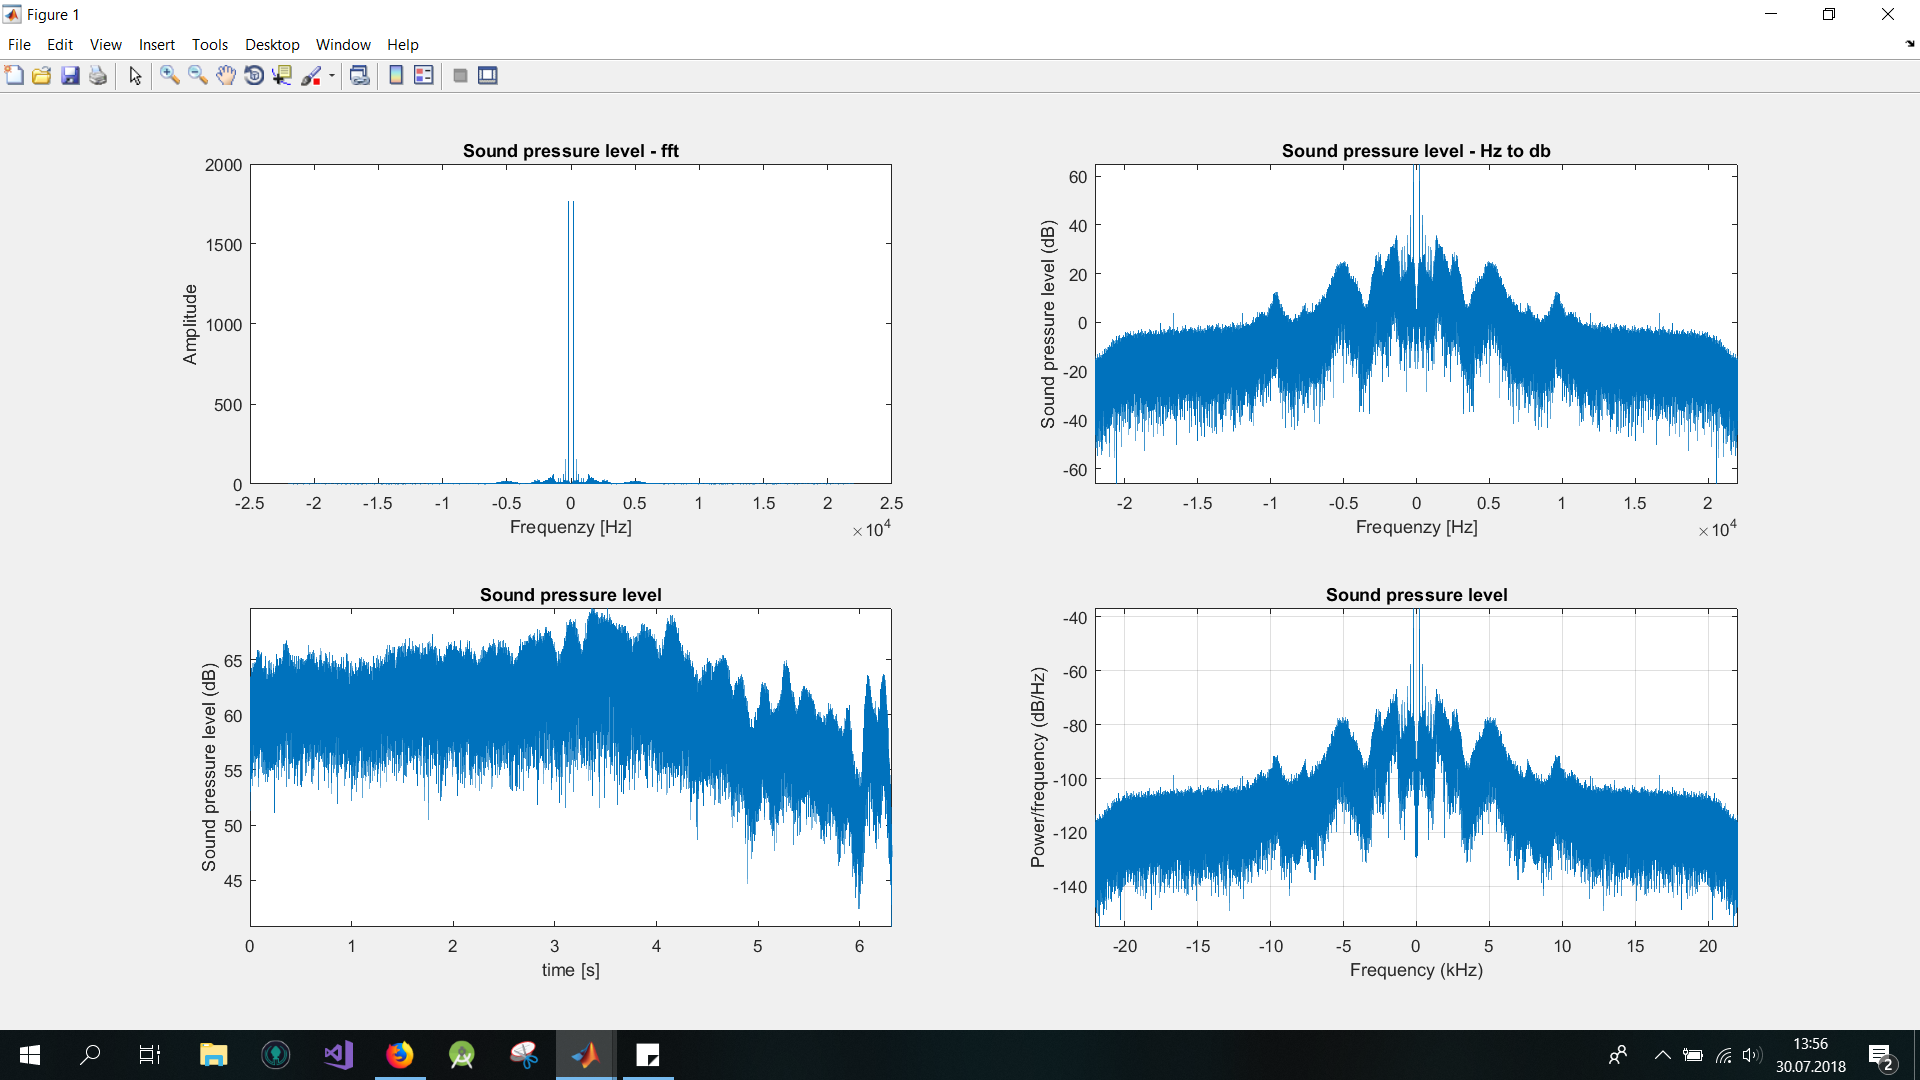 Figure 1
File Edit View Insert Tools Desktop Window Help
Sound pressure level - fft
2000
1500
1000
500
0
Amplitude
-2.5 -2 -1.5 -1 -0.5 0 0.5 1 1.5 2 2.5
Frequenzy [Hz]
×10^4
Sound pressure level - Hz to db
60
40
20
0
-20
-40
-60
Sound pressure level (dB)
-2 -1.5 -1 -0.5 0 0.5 1 1.5 2
Frequenzy [Hz]
×10^4
Sound pressure level
65
60
55
50
45
Sound pressure level (dB)
0 1 2 3 4 5 6
time [s]
Sound pressure level
-40
-60
-80
-100
-120
-140
Power/frequency (dB/Hz)
-20 -15 -10 -5 0 5 10 15 20
Frequency (kHz)
13:56
30.07.2018
2